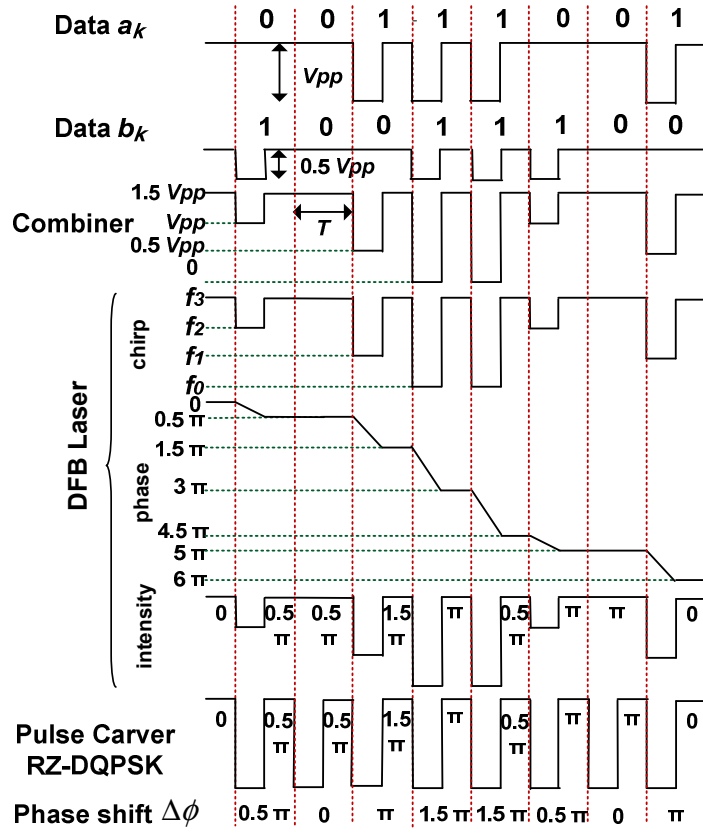 Data ak 0 0 1 1 1 0 0 1
Vpp
Data bk 1 0 0 1 1 1 0 0
0.5 Vpp
1.5 Vpp
Combiner Vpp
T
0.5 Vpp
0
f3
f2
chirp
f1
f0
DFB Laser
0
0.5 π
1.5 π
phase
3 π
4.5 π
5 π
6 π
intensity
0 0.5 π 0.5 π 1.5 π π 0.5 π π π 0
Pulse Carver
RZ-DQPSK
0 0.5 π 0.5 π 1.5 π π 0.5 π π π 0
Phase shift Δϕ 0.5 π 0 π 1.5 π 1.5 π 0.5 π 0 π